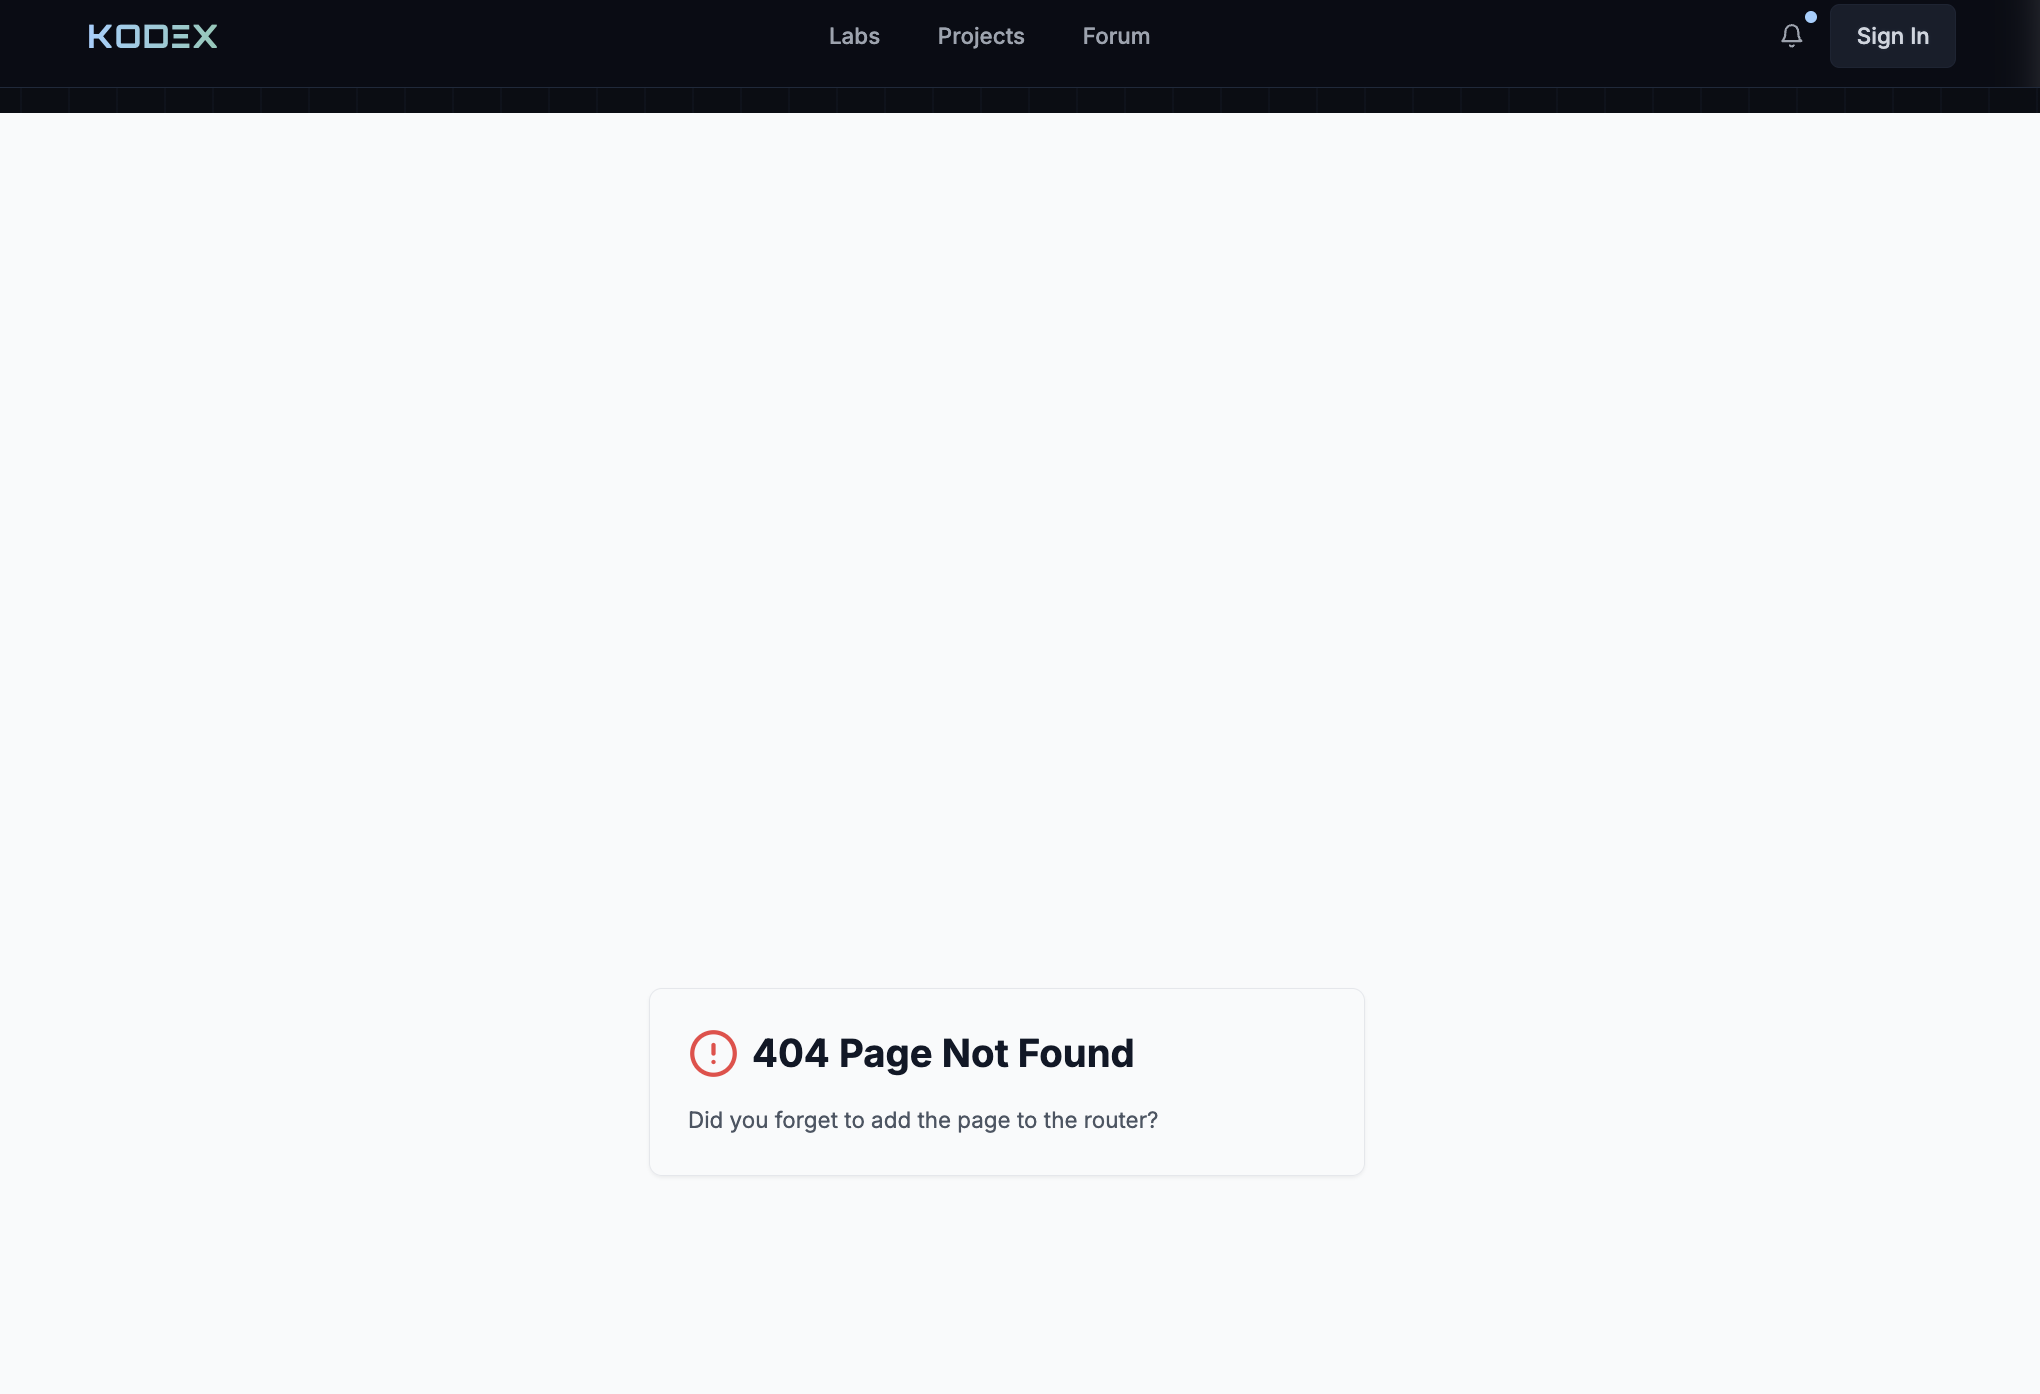 KODEX
Labs
Projects
Forum
Sign In
404 Page Not Found
Did you forget to add the page to the router?